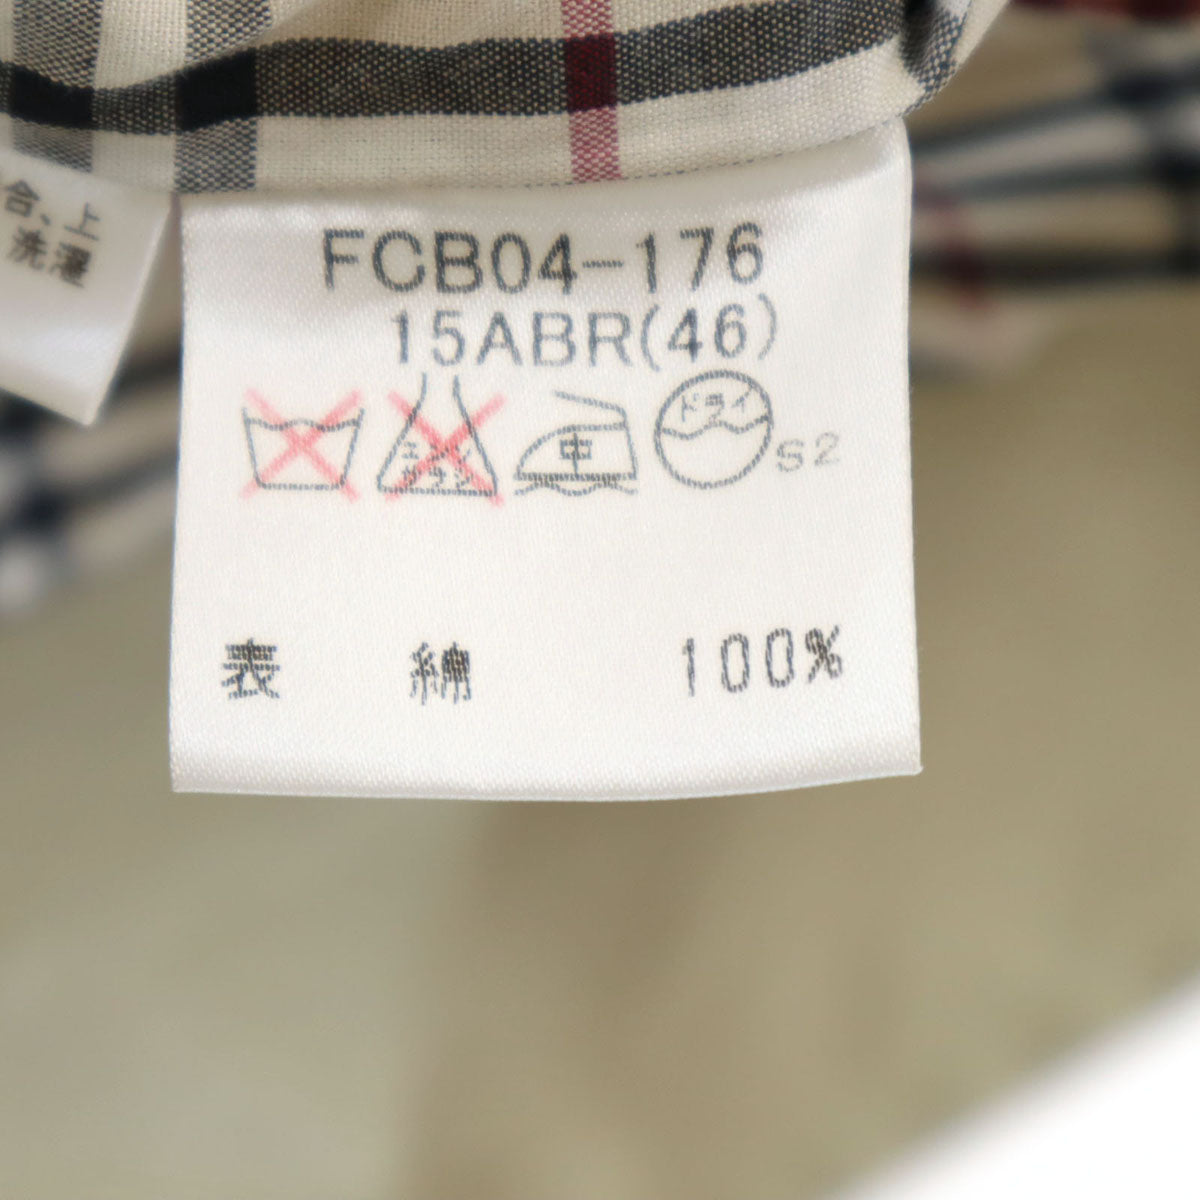 合、上
洗濯
FCB04-176
15ABR(46)
中 ドライ S2
表 綿 100%